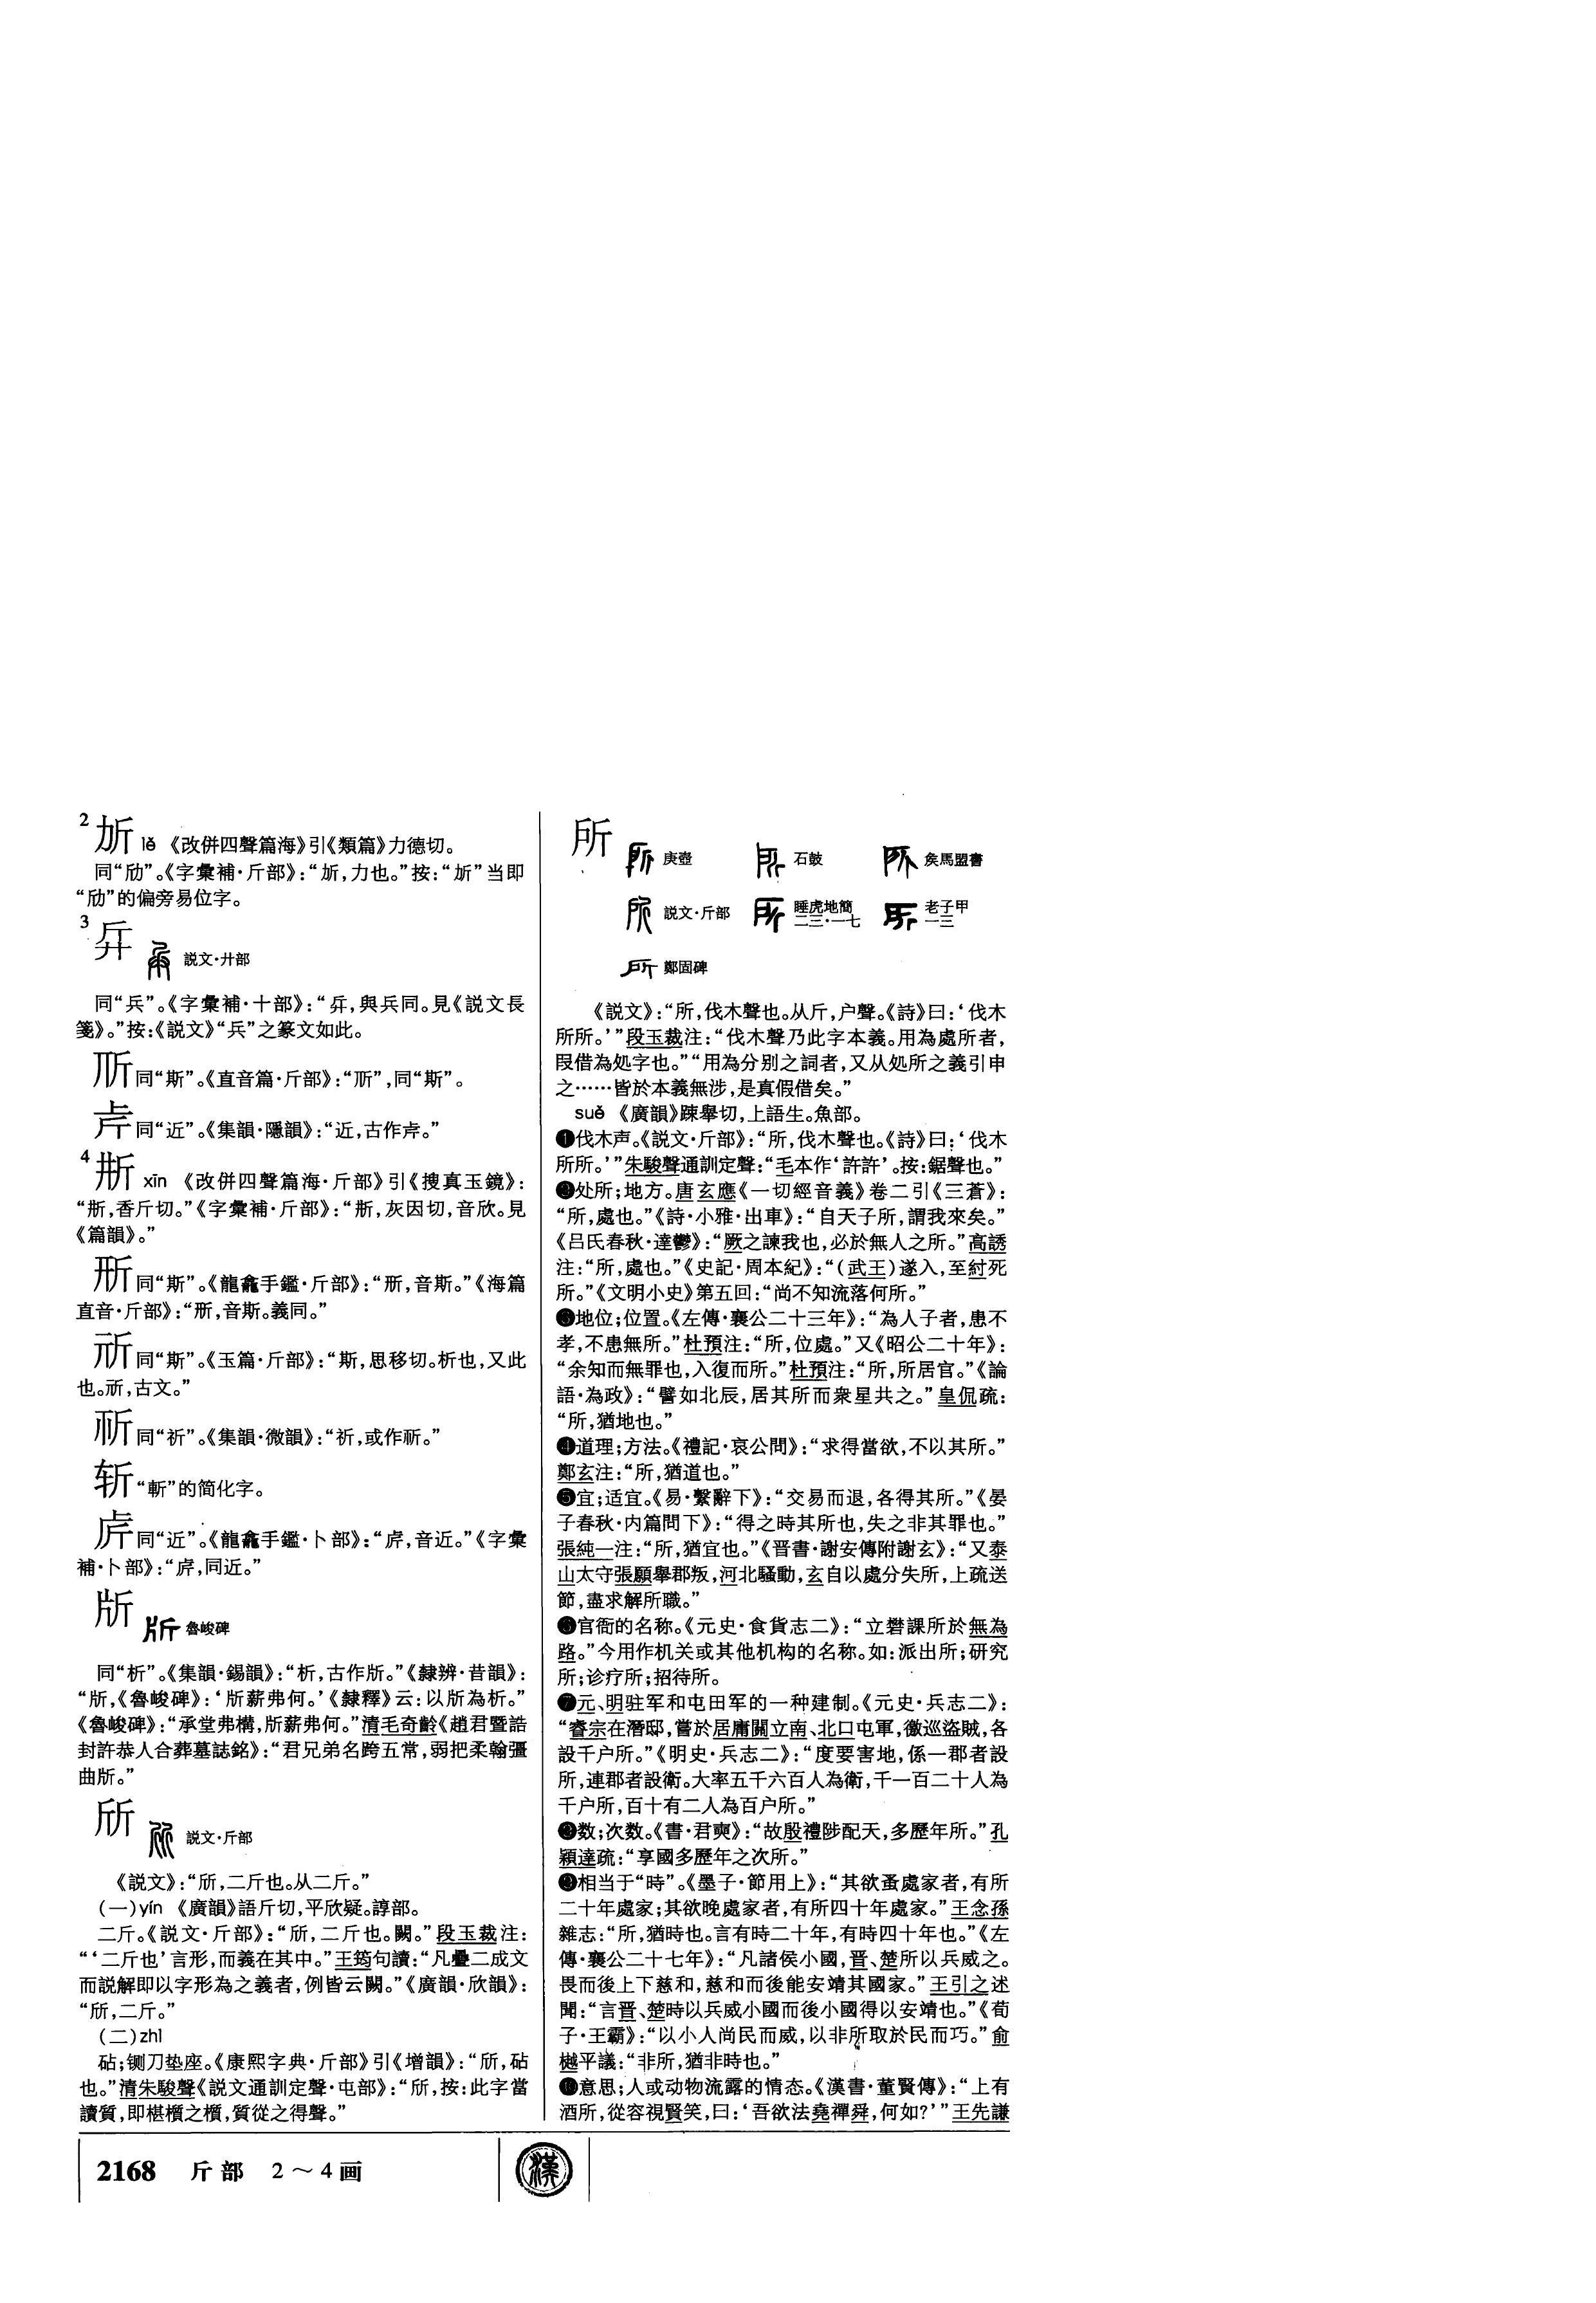 2
㔓 lè 《改併四聲篇海》引《類篇》力德切。
同“劤”。《字彙補·斤部》：“㔓，力也。”按：“㔓”当即
“劤”的偏旁易位字。
3
説文·廾部
同“兵”。《字彙補·十部》：“𠦏，與兵同。見《説文長
箋》。”按：《説文》“兵”之篆文如此。
同“斯”。《直音篇·斤部》：“”，同“斯”。
同“近”。《集韻·隱韻》：“近，古作。”
4
xīn 《改併四聲篇海·斤部》引《搜真玉鏡》：
“，香斤切。”《字彙補·斤部》：“，灰因切，音欣。見
《篇韻》。”
同“斯”。《龍龕手鑑·斤部》：“，音斯。”《海篇
直音·斤部》：“，音斯。義同。”
同“斯”。《玉篇·斤部》：“斯，思移切。析也，又此
也。，古文。”
同“祈”。《集韻·微韻》：“祈，或作。”
斩 “斬”的简化字。
同“近”。《龍龕手鑑·卜部》：“，音近。”《字彙
補·卜部》：“，同近。”
魯峻碑
同“析”。《集韻·錫韻》：“析，古作㸞。”《隸辨·昔韻》：
“㸞，《魯峻碑》：‘㸞薪弗何。’《隸釋》云：以㸞為析。”
《魯峻碑》：“承堂弗構，㸞薪弗何。”清毛奇齡《趙君暨誥
封許恭人合葬墓誌銘》：“君兄弟名跨五常，弱把柔翰彊
曲㸞。”
斦
説文·斤部
《説文》：“斦，二斤也。从二斤。”
（一）yín 《廣韻》語斤切，平欣疑。諄部。
二斤。《説文·斤部》：“斦，二斤也。闕。”段玉裁注：
“‘二斤也’言形，而義在其中。”王筠句讀：“凡疊二成文
而説解即以字形為之義者，例皆云闕。”《廣韻·欣韻》：
“斦，二斤。”
（二）zhì
砧；铡刀垫座。《康熙字典·斤部》引《增韻》：“斦，砧
也。”清朱駿聲《説文通訓定聲·屯部》：“斦，按：此字當
讀質，即椹櫍之櫍，質從之得聲。”
所
庚壺 石鼓 矦馬盟書
説文·斤部 睡虎地簡二三·一七 老子甲一三
鄭固碑
《説文》：“所，伐木聲也。从斤，户聲。《詩》曰：‘伐木
所所。’”段玉裁注：“伐木聲乃此字本義。用為處所者，
叚借為処字也。”“用為分别之詞者，又从処所之義引申
之……皆於本義無涉，是真假借矣。”
suǒ 《廣韻》踈舉切，上語生。魚部。
❶伐木声。《説文·斤部》：“所，伐木聲也。《詩》曰：‘伐木
所所。’”朱駿聲通訓定聲：“毛本作‘許許’。按：鋸聲也。”
❷处所；地方。唐玄應《一切經音義》卷二引《三蒼》：
“所，處也。”《詩·小雅·出車》：“自天子所，謂我來矣。”
《吕氏春秋·達鬱》：“厥之諫我也，必於無人之所。”高誘
注：“所，處也。”《史記·周本紀》：“（武王）遂入，至紂死
所。”《文明小史》第五回：“尚不知流落何所。”
❸地位；位置。《左傳·襄公二十三年》：“為人子者，患不
孝，不患無所。”杜預注：“所，位處。”又《昭公二十年》：
“余知而無罪也，入復而所。”杜預注：“所，所居官。”《論
語·為政》：“譬如北辰，居其所而衆星共之。”皇侃疏：
“所，猶地也。”
❹道理；方法。《禮記·哀公問》：“求得當欲，不以其所。”
鄭玄注：“所，猶道也。”
❺宜；适宜。《易·繫辭下》：“交易而退，各得其所。”《晏
子春秋·内篇問下》：“得之時其所也，失之非其罪也。”
張純一注：“所，猶宜也。”《晋書·謝安傳附謝玄》：“又泰
山太守張願舉郡叛，河北騷動，玄自以處分失所，上疏送
節，盡求解所職。”
❻官衙的名称。《元史·食貨志二》：“立礬課所於無為
路。”今用作机关或其他机构的名称。如：派出所；研究
所；诊疗所；招待所。
❼元、明驻军和屯田军的一种建制。《元史·兵志二》：
“睿宗在潛邸，嘗於居庸關立南、北口屯軍，徼巡盜賊，各
設千户所。”《明史·兵志二》：“度要害地，係一郡者設
所，連郡者設衛。大率五千六百人為衛，千一百二十人為
千户所，百十有二人為百户所。”
❽数；次数。《書·君奭》：“故殷禮陟配天，多歷年所。”孔
穎達疏：“享國多歷年之次所。”
❾相当于“時”。《墨子·節用上》：“其欲蚤處家者，有所
二十年處家；其欲晚處家者，有所四十年處家。”王念孫
雜志：“所，猶時也。言有時二十年，有時四十年也。”《左
傳·襄公二十七年》：“凡諸侯小國，晋、楚所以兵威之。
畏而後上下慈和，慈和而後能安靖其國家。”王引之述
聞：“言晋、楚時以兵威小國而後小國得以安靖也。”《荀
子·王霸》：“以小人尚民而威，以非所取於民而巧。”俞
樾平議：“非所，猶非時也。”
❿意思；人或动物流露的情态。《漢書·董賢傳》：“上有
酒所，從容視賢笑，曰：‘吾欲法堯禪舜，何如？’”王先謙
2168 斤部 2～4画
漢